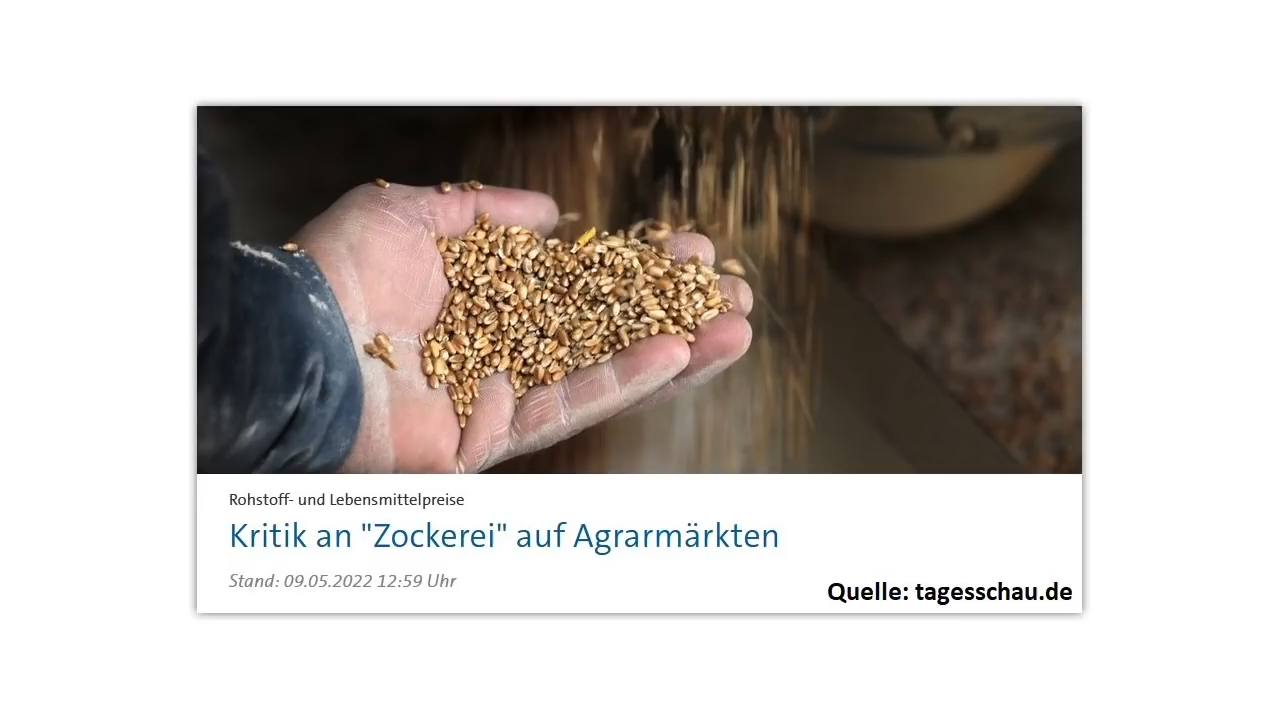 Rohstoff- und Lebensmittelpreise
Kritik an "Zockerei" auf Agrarmärkten
Stand: 09.05.2022 12:59 Uhr
Quelle: tagesschau.de